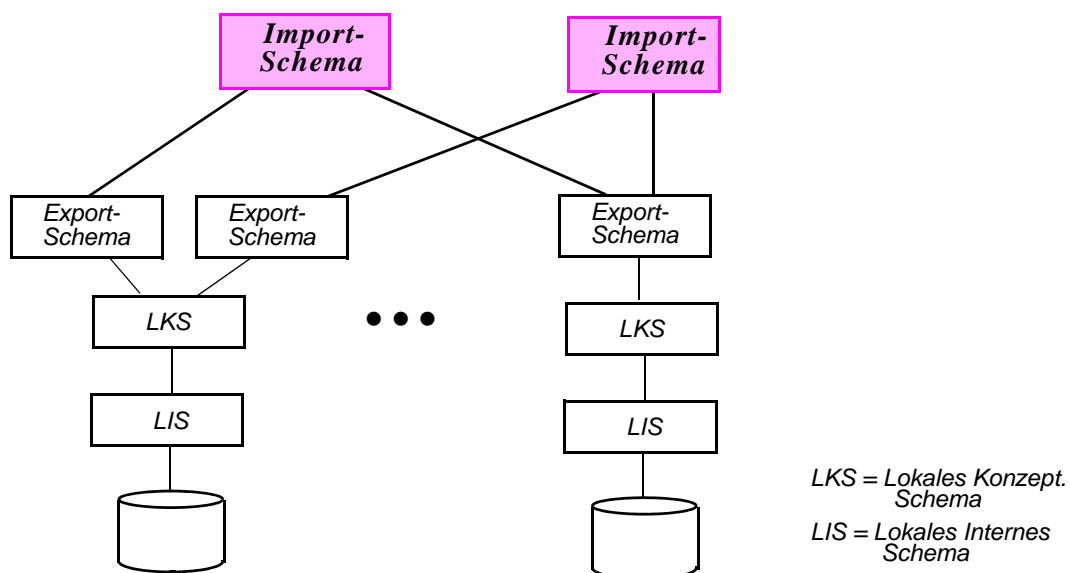 Import-
Schema
Import-
Schema
Export-
Schema
Export-
Schema
Export-
Schema
LKS
LKS
LIS
LIS
LKS = Lokales Konzept.
Schema
LIS = Lokales Internes
Schema